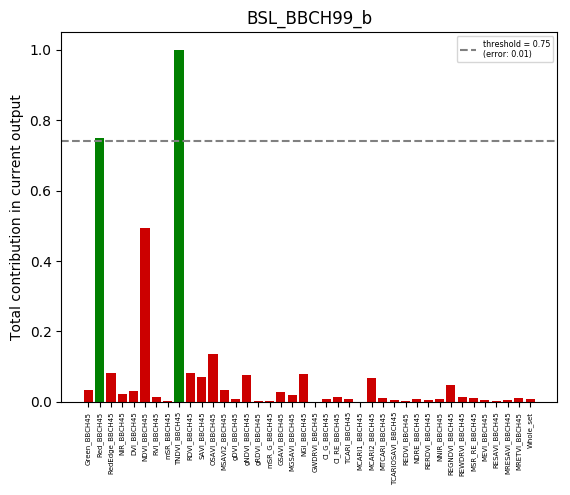 BSL_BBCH99_b
threshold = 0.75
(error: 0.01)
Total contribution in current output
1.0
0.8
0.6
0.4
0.2
0.0
Green_BBCH45
Red_BBCH45
RedEdge_BBCH45
NIR_BBCH45
DVI_BBCH45
NDVI_BBCH45
RVI_BBCH45
mSR_BBCH45
TNDVI_BBCH45
RDVI_BBCH45
SAVI_BBCH45
OSAVI_BBCH45
MSAVI2_BBCH45
gDVI_BBCH45
gNDVI_BBCH45
gRDVI_BBCH45
mSR_G_BBCH45
GSAVI_BBCH45
MGSAVI_BBCH45
NGI_BBCH45
GWDRVI_BBCH45
CI_G_BBCH45
CI_RE_BBCH45
TCARI_BBCH45
MCARI1_BBCH45
MCARI2_BBCH45
MTCARI_BBCH45
TCARIOSAVI_BBCH45
REDVI_BBCH45
NDRE_BBCH45
RERDVI_BBCH45
NNIR_BBCH45
REGNDVI_BBCH45
REWDRVI_BBCH45
MSR_RE_BBCH45
MEVI_BBCH45
RESAVI_BBCH45
MRESAVI_BBCH45
MRETVI_BBCH45
Whole_set